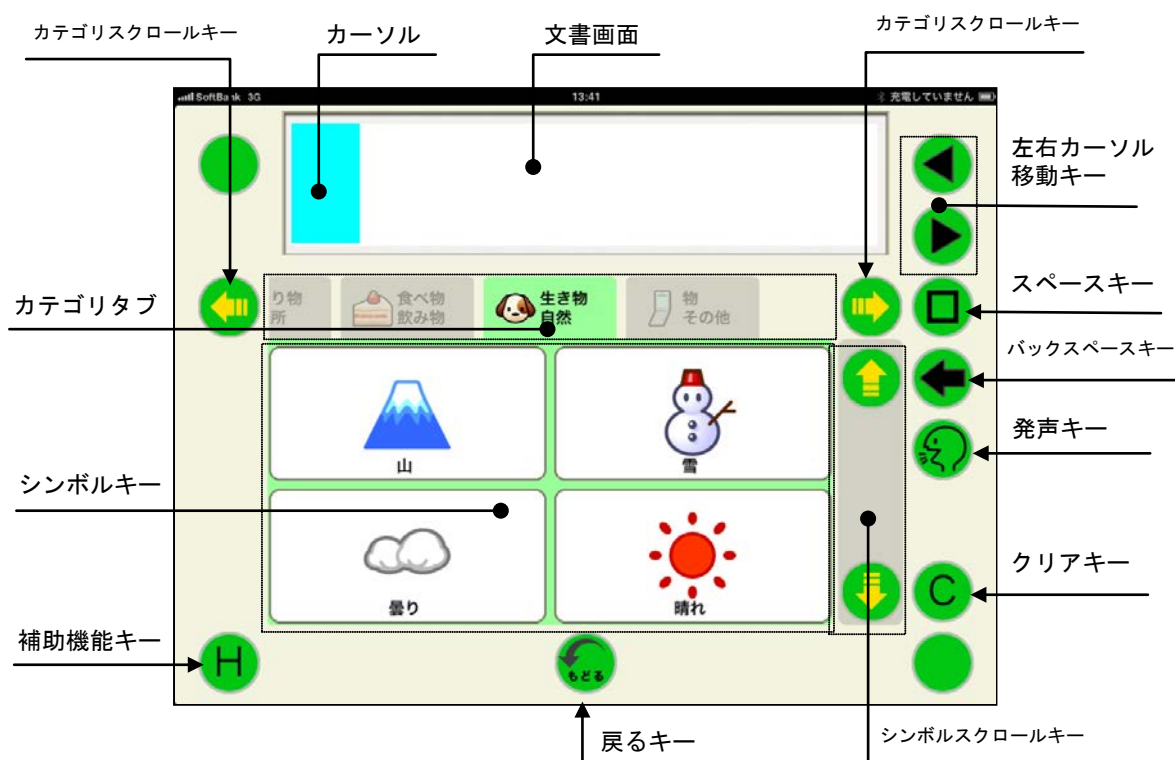 カテゴリスクロールキー
カーソル
文書画面
カテゴリスクロールキー
SoftBank 3G
13:41
充電していません
左右カーソル
移動キー
カテゴリタブ
り物
所
食べ物
飲み物
生き物
自然
物
その他
スペースキー
バックスペースキー
発声キー
シンボルキー
山
雪
曇り
晴れ
C
クリアキー
補助機能キー
H
もどる
戻るキー
シンボルスクロールキー